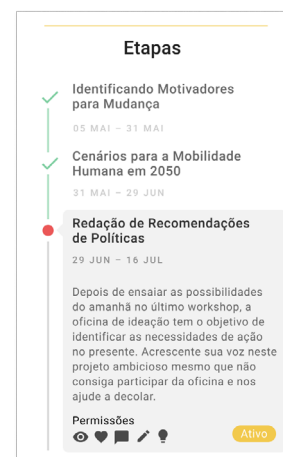 Etapas
Identificando Motivadores
para Mudança
05 MAI – 31 MAI
Cenários para a Mobilidade
Humana em 2050
31 MAI – 29 JUN
Redação de Recomendações
de Políticas
29 JUN – 16 JUL
Depois de ensaiar as possibilidades
do amanhã no último workshop, a
oficina de ideação tem o objetivo de
identificar as necessidades de ação
no presente. Acrescente sua voz neste
projeto ambicioso mesmo que não
consiga participar da oficina e nos
ajude a decolar.
Permissões
Ativo